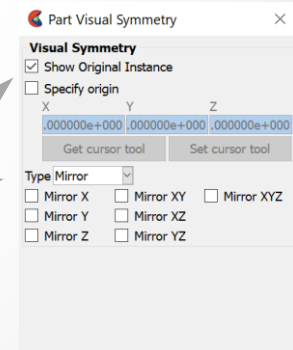 Part Visual Symmetry
Visual Symmetry
Show Original Instance
Specify origin
X Y Z
.000000e+000 .000000e+000 .000000e+000
Get cursor tool Set cursor tool
Type Mirror
Mirror X Mirror XY Mirror XYZ
Mirror Y Mirror XZ
Mirror Z Mirror YZ